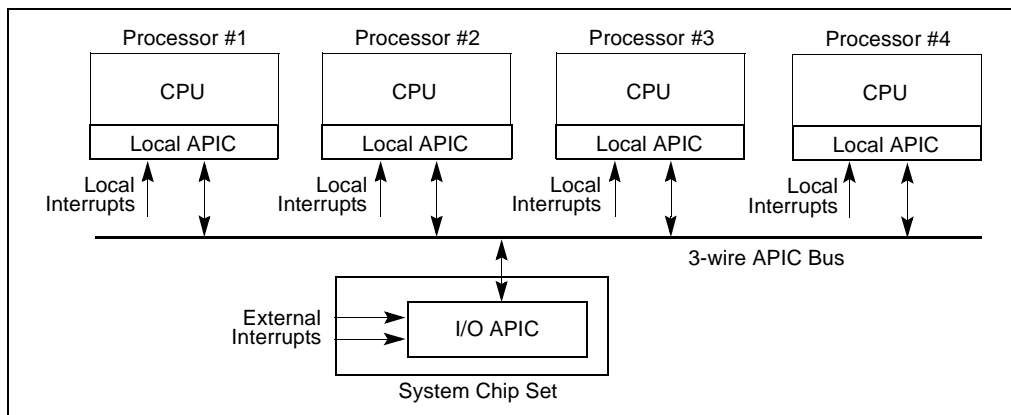 Processor #1
Processor #2
Processor #3
Processor #4
CPU
CPU
CPU
CPU
Local APIC
Local APIC
Local APIC
Local APIC
Local
Interrupts
Local
Interrupts
Local
Interrupts
Local
Interrupts
3-wire APIC Bus
External
Interrupts
I/O APIC
System Chip Set